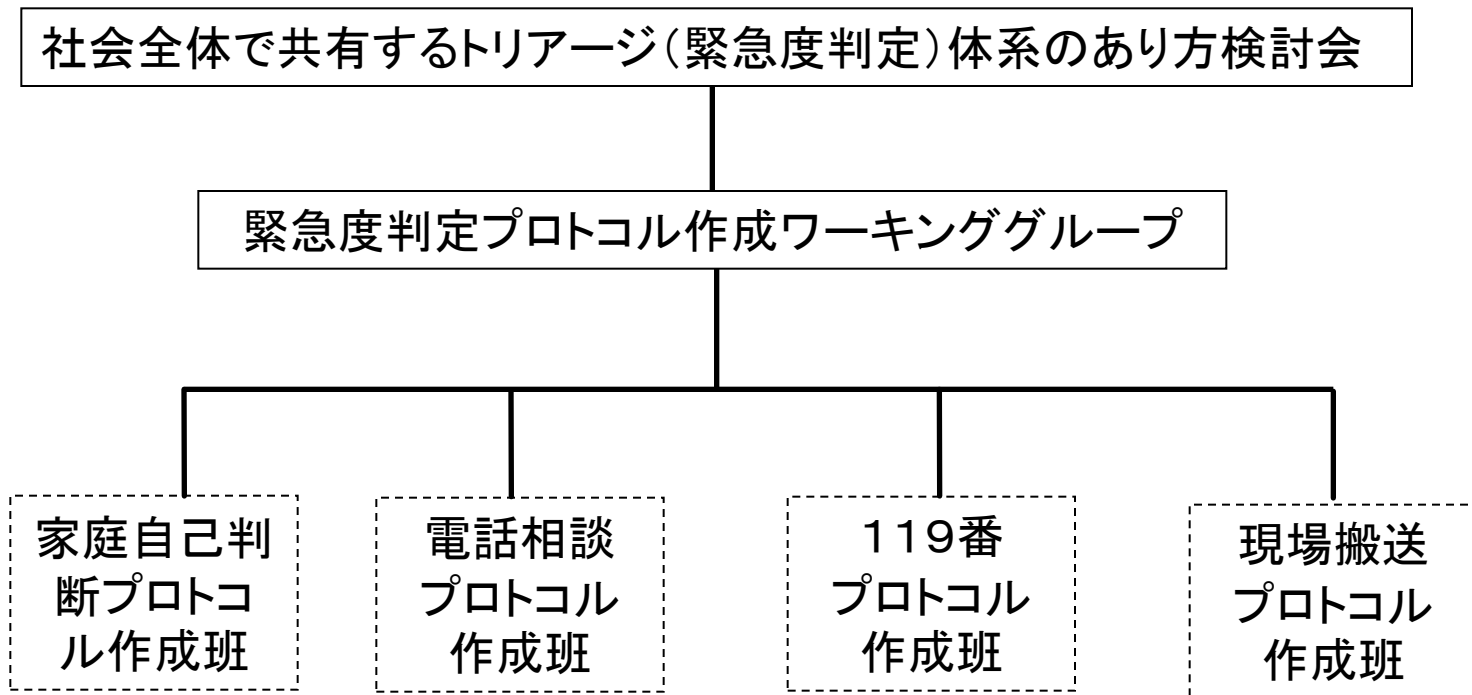 社会全体で共有するトリアージ（緊急度判定）体系のあり方検討会
緊急度判定プロトコル作成ワーキンググループ
家庭自己判
断プロトコ
ル作成班
電話相談
プロトコル
作成班
１１９番
プロトコル
作成班
現場搬送
プロトコル
作成班